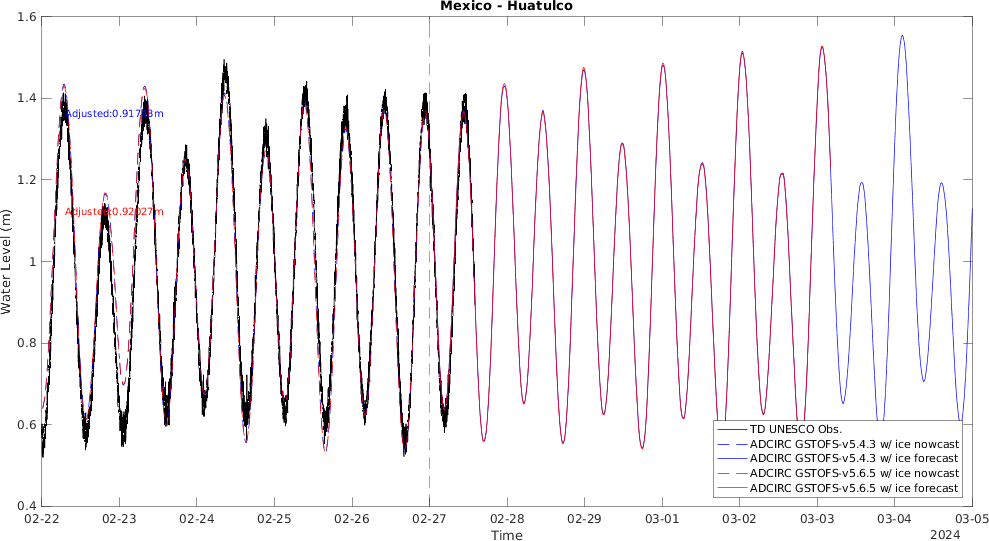 Mexico - Huatulco
Water Level (m)
1.6
1.4
1.2
1
0.8
0.6
0.4
Adjusted:0.92027m
TD UNESCO Obs.
ADCIRC GSTOFS-v5.4.3 w/ ice nowcast
ADCIRC GSTOFS-v5.4.3 w/ ice forecast
ADCIRC GSTOFS-v5.6.5 w/ ice nowcast
ADCIRC GSTOFS-v5.6.5 w/ ice forecast
02-22 02-23 02-24 02-25 02-26 02-27 02-28 02-29 03-01 03-02 03-03 03-04 03-05
Time
2024